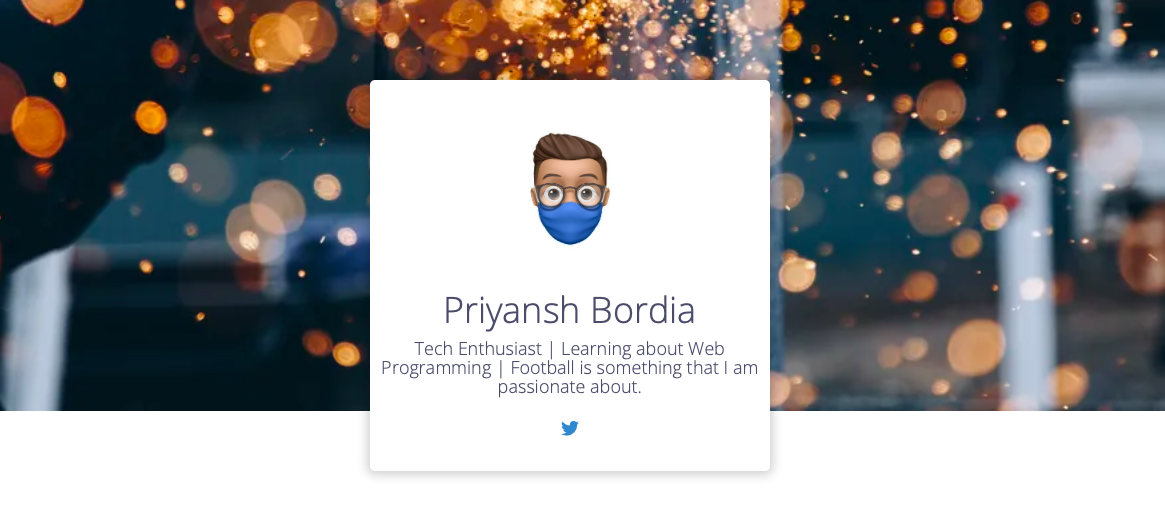 Priyansh Bordia
Tech Enthusiast | Learning about Web
Programming | Football is something that I am
passionate about.